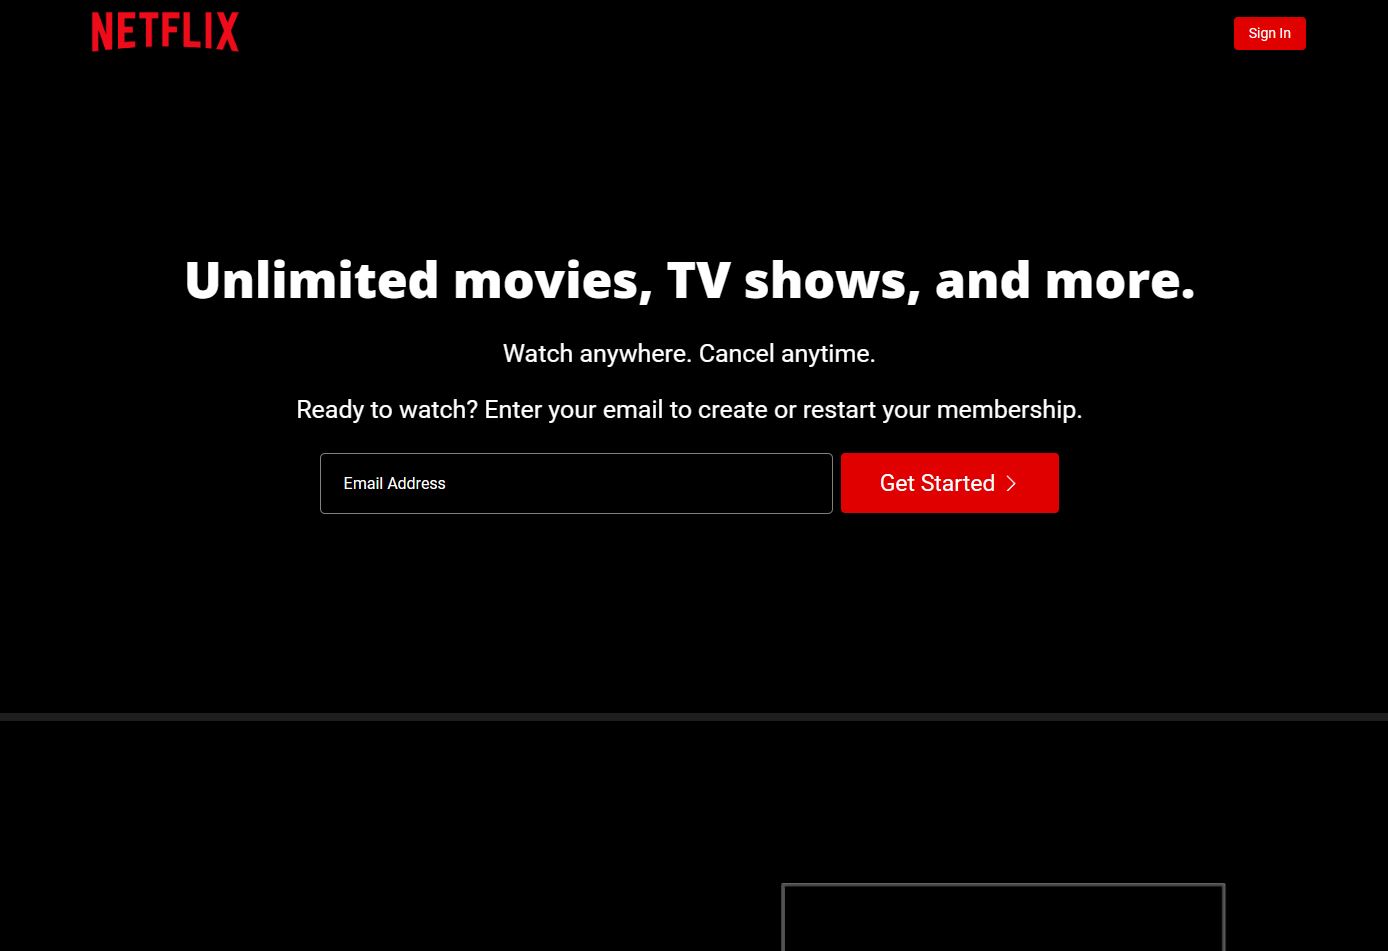 NETFLIX
Sign In
Unlimited movies, TV shows, and more.
Watch anywhere. Cancel anytime.
Ready to watch? Enter your email to create or restart your membership.
Email Address
Get Started